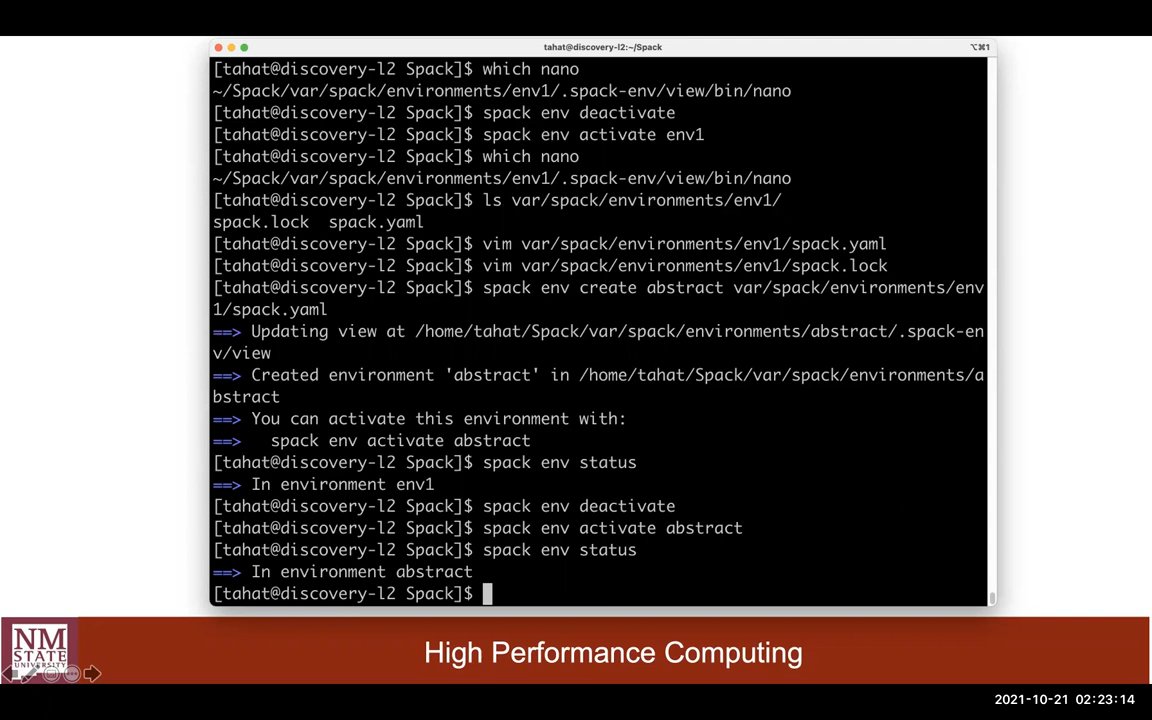 tahat@discovery-l2:~/Spack
⌥⌘1
[tahat@discovery-l2 Spack]$ which nano
~/Spack/var/spack/environments/env1/.spack-env/view/bin/nano
[tahat@discovery-l2 Spack]$ spack env deactivate
[tahat@discovery-l2 Spack]$ spack env activate env1
[tahat@discovery-l2 Spack]$ which nano
~/Spack/var/spack/environments/env1/.spack-env/view/bin/nano
[tahat@discovery-l2 Spack]$ ls var/spack/environments/env1/
spack.lock  spack.yaml
[tahat@discovery-l2 Spack]$ vim var/spack/environments/env1/spack.yaml
[tahat@discovery-l2 Spack]$ vim var/spack/environments/env1/spack.lock
[tahat@discovery-l2 Spack]$ spack env create abstract var/spack/environments/env
1/spack.yaml
==> Updating view at /home/tahat/Spack/var/spack/environments/abstract/.spack-en
v/view
==> Created environment 'abstract' in /home/tahat/Spack/var/spack/environments/a
bstract
==> You can activate this environment with:
==>   spack env activate abstract
[tahat@discovery-l2 Spack]$ spack env status
==> In environment env1
[tahat@discovery-l2 Spack]$ spack env deactivate
[tahat@discovery-l2 Spack]$ spack env activate abstract
[tahat@discovery-l2 Spack]$ spack env status
==> In environment abstract
[tahat@discovery-l2 Spack]$
NM
STATE
UNIVERSITY
High Performance Computing
2021-10-21 02:23:14